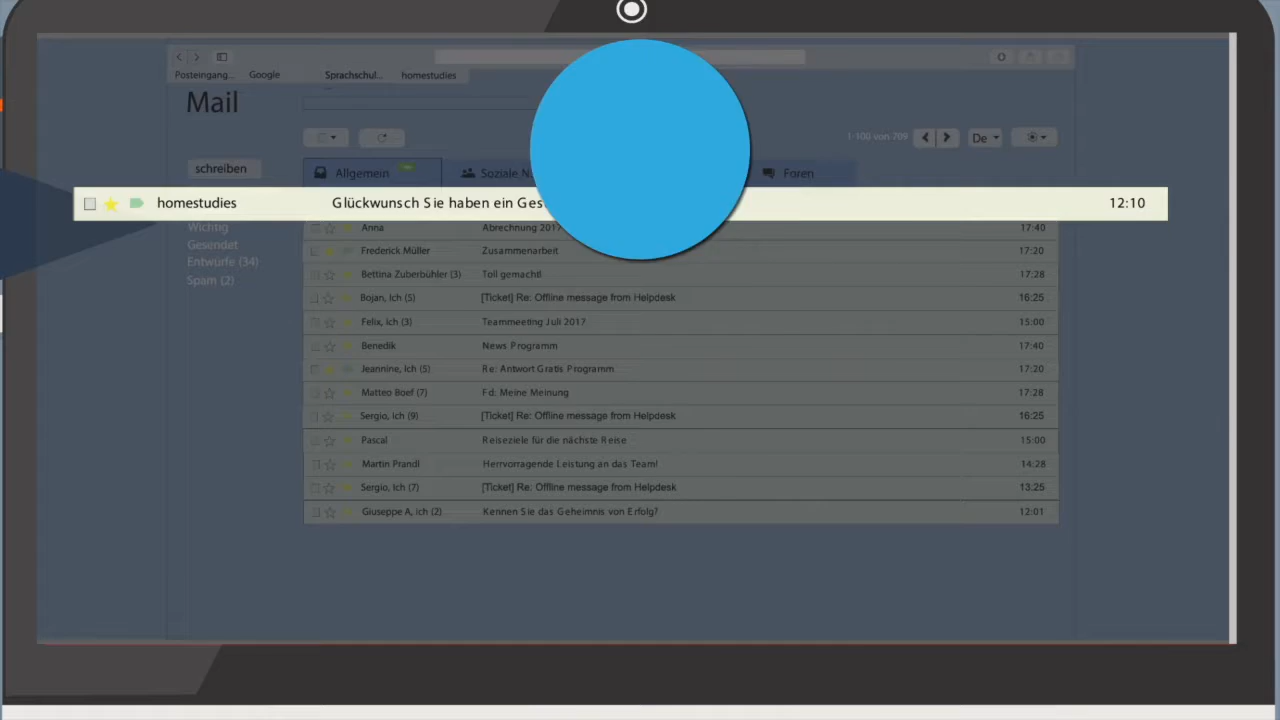 Posteingang... Google Sprachschul.. homestudies
Mail
1-100 von 709 De
schreiben Allgemein Soziale N Foren
homestudies Glückwunsch Sie haben ein 12:10
Wichtig Anna Abrechnung 2017 17:40
Gesendet
Frederick Müller Zusammenarbeit
Entwürfe (34)
Bettina Zuberbühler (3) Toll gemacht! 17:28
Spam (2)
Bojan, Ich (5) [Ticket] Re: Offline message from Helpdesk 16:25
Felix, Ich (3) Teammeeting Juli 2017 15:00
Benedik News Programm 17:40
Jeannine, Ich (5) Re: Antwort Gratis Programm 17:20
Matteo Boef (7) Fd: Meine Meinung 17:28
Sergio, Ich (9) [Ticket] Re: Offline message from Helpdesk 16:25
Pascal Reiseziele für die nächste Reise 15:00
Martin Prandl Herrvorragende Leistung an das Team! 14:28
Sergio, Ich (7) [Ticket] Re: Offline message from Helpdesk 13:25
Giuseppe A, ich (2) Kennen Sie das Geheimnis von Erfolg? 12:01